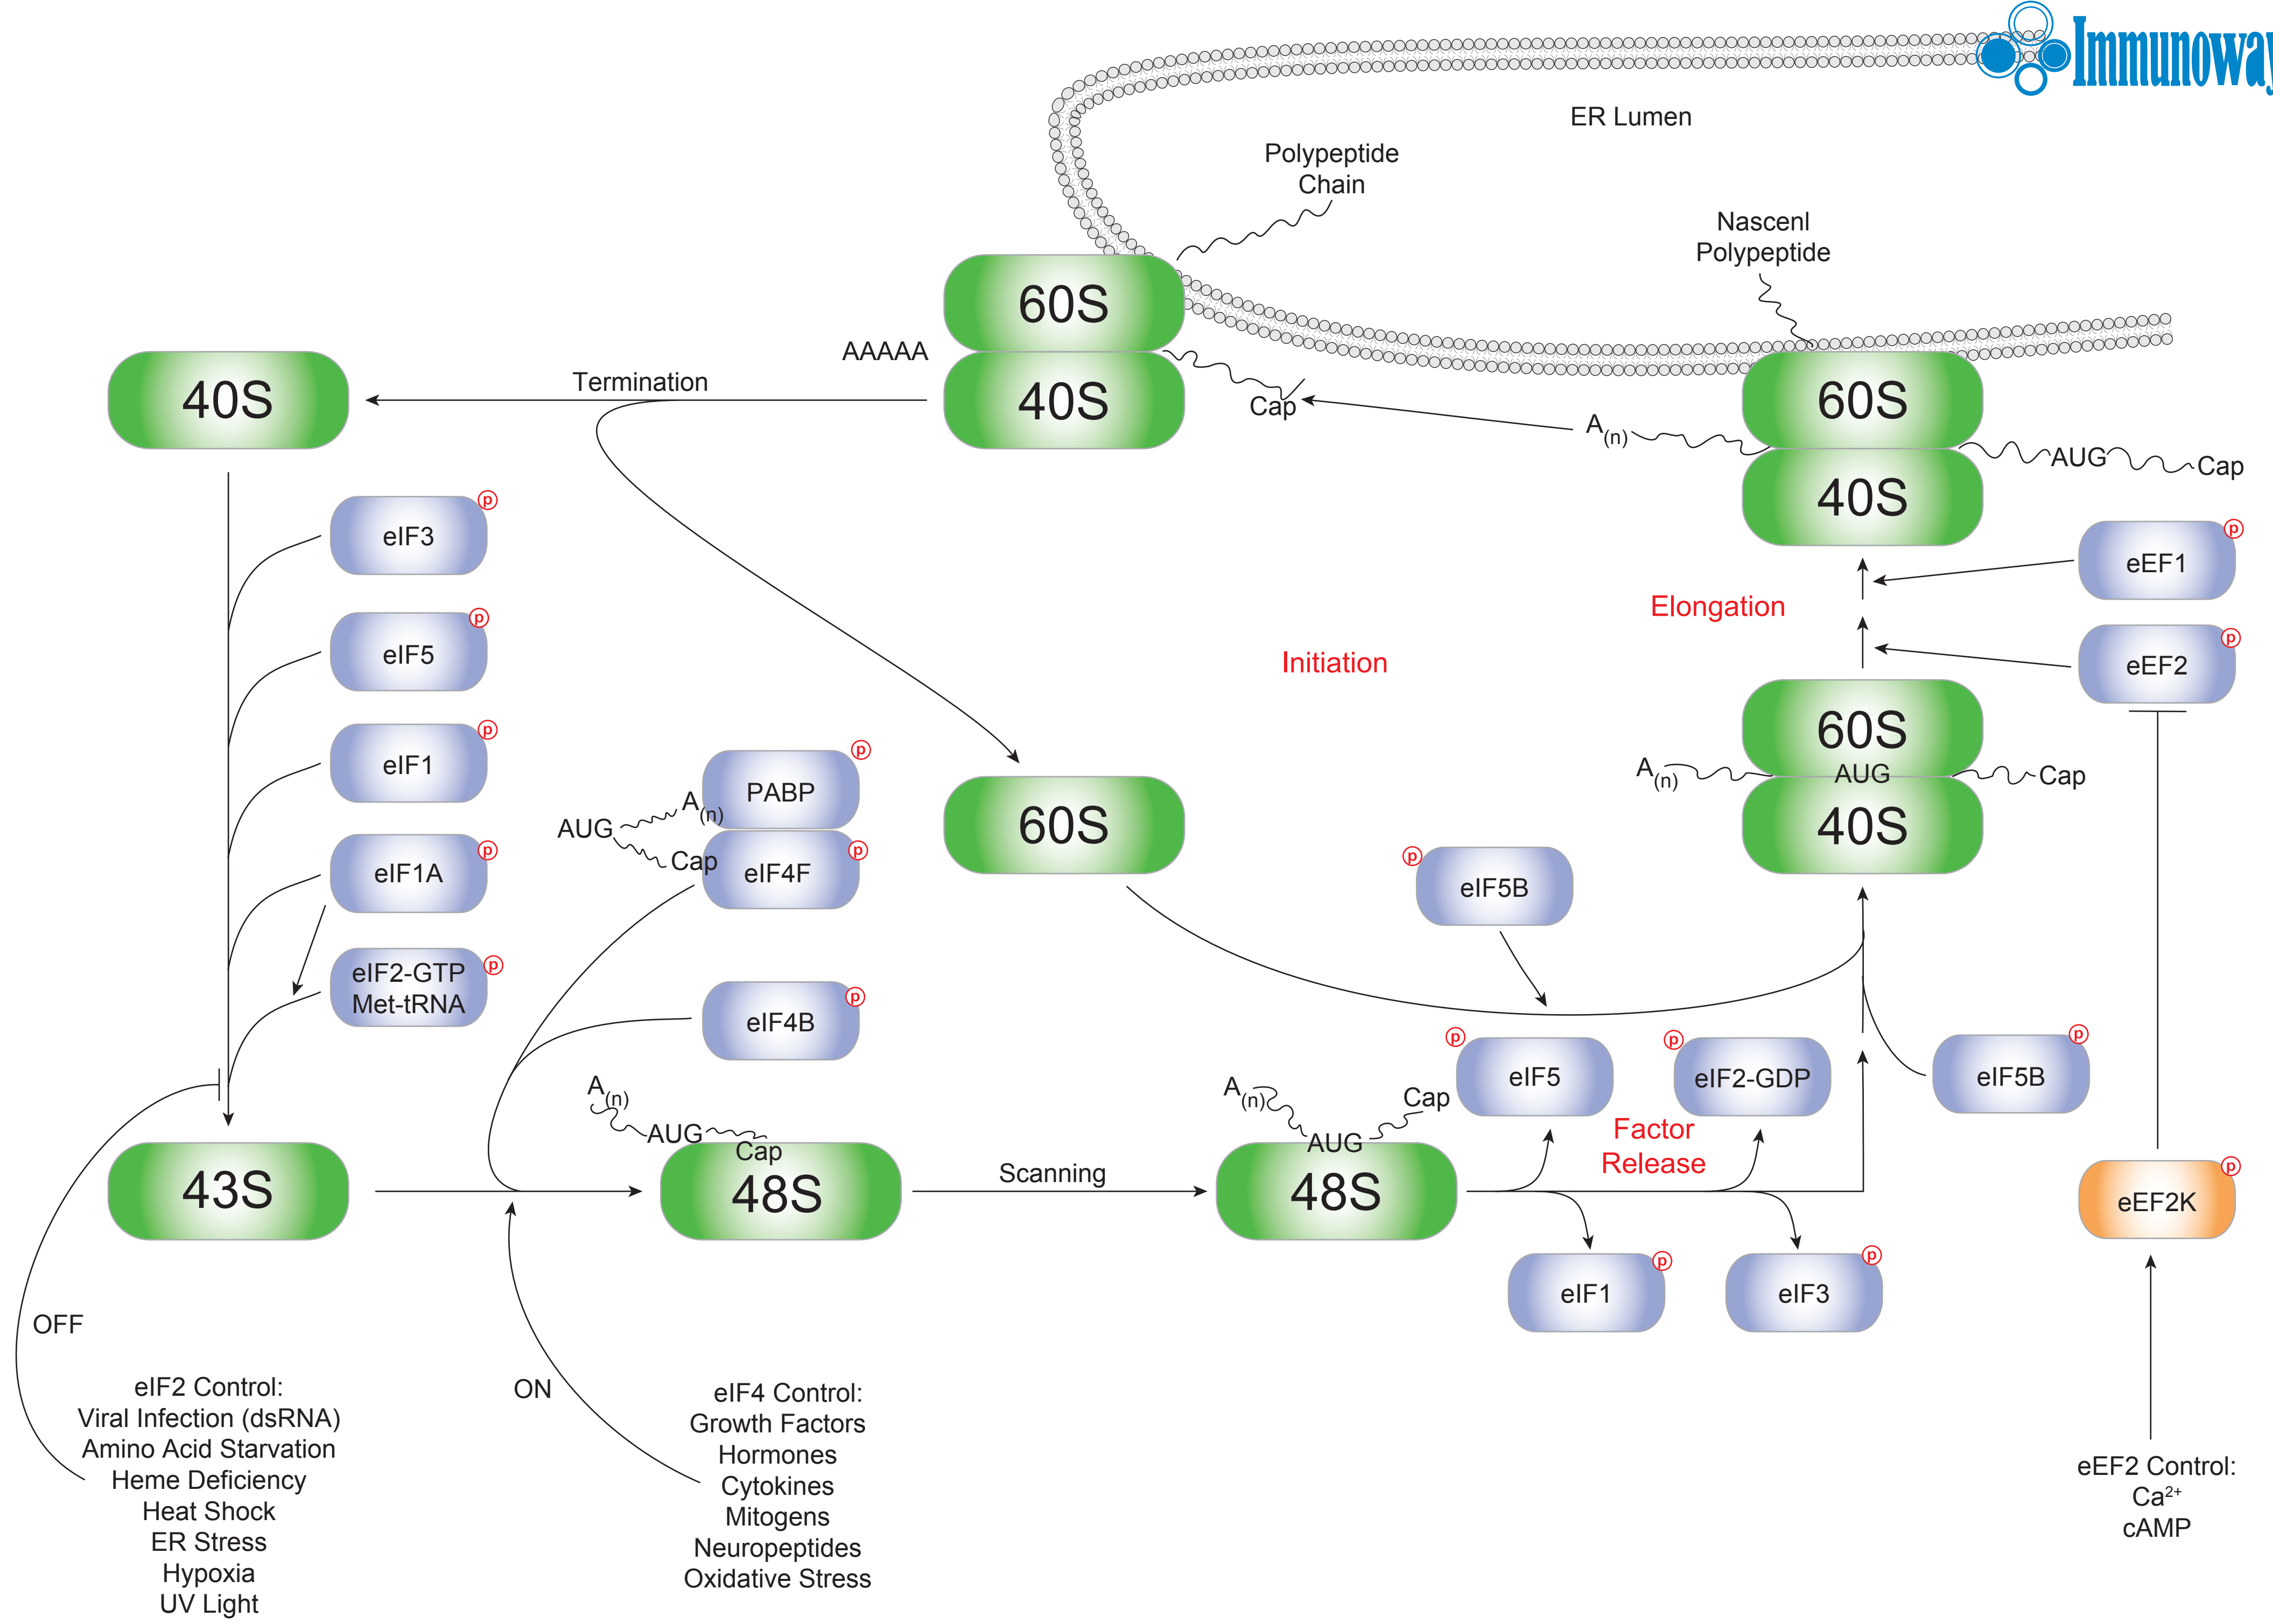 Immunoway
ER Lumen
Polypeptide
Chain
Nascenl
Polypeptide
60S
40S
AAAAA
Cap
Termination
40S
60S
40S
A(n)
AUG
Cap
eIF3
p
eIF5
p
eIF1
p
eIF1A
p
eIF2-GTP
Met-tRNA
p
eEF1
p
eEF2
p
Elongation
Initiation
60S
AUG
40S
A(n)
Cap
PABP
p
eIF4F
p
AUG
A(n)
Cap
60S
eIF5B
p
eIF4B
p
eIF5
p
eIF2-GDP
p
eIF5B
p
Factor
Release
A(n)
AUG
Cap
48S
Scanning
A(n)
AUG
Cap
48S
43S
eIF1
p
eIF3
p
eEF2K
p
OFF
ON
eIF2 Control:
Viral Infection (dsRNA)
Amino Acid Starvation
Heme Deficiency
Heat Shock
ER Stress
Hypoxia
UV Light
eIF4 Control:
Growth Factors
Hormones
Cytokines
Mitogens
Neuropeptides
Oxidative Stress
eEF2 Control:
Ca2+
cAMP